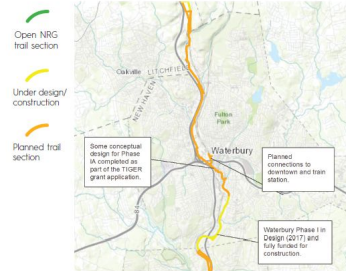 Open NRG
trail section
Under design/
construction
Planned trail
section
Oakville
LITCHFIELD
NEW HAVEN
Fulton
Park
Waterbury
Some conceptual
design for Phase
IA completed as
part of the TIGER
grant application.
Planned
connections to
downtown and train
station.
Waterbury Phase I in
Design (2017) and
fully funded for
construction.
I-84